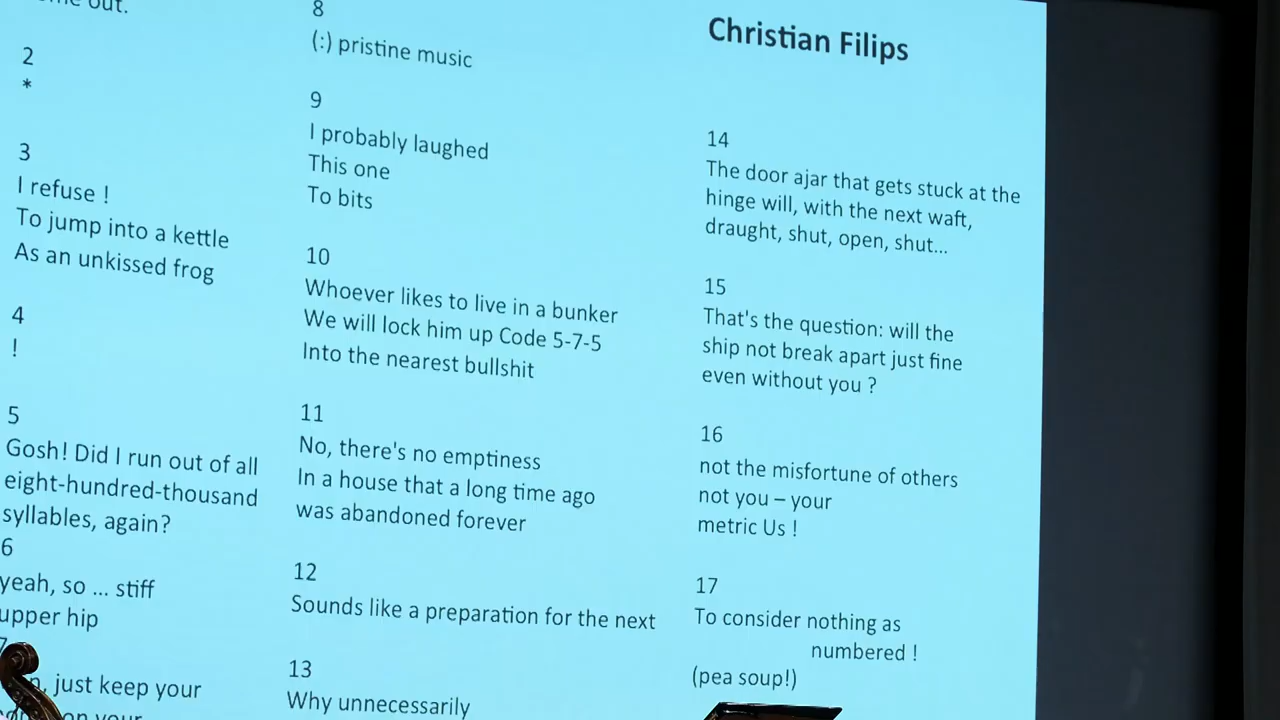 out.
2
*
3
I refuse !
To jump into a kettle
As an unkissed frog
4
!
5
Gosh! Did I run out of all
eight-hundred-thousand
syllables, again?
6
yeah, so ... stiff
upper hip
just keep your
on your
8
(:) pristine music
9
I probably laughed
This one
To bits
10
Whoever likes to live in a bunker
We will lock him up Code 5-7-5
Into the nearest bullshit
11
No, there's no emptiness
In a house that a long time ago
was abandoned forever
12
Sounds like a preparation for the next
13
Why unnecessarily
Christian Filips
14
The door ajar that gets stuck at the
hinge will, with the next waft,
draught, shut, open, shut...
15
That's the question: will the
ship not break apart just fine
even without you ?
16
not the misfortune of others
not you – your
metric Us !
17
To consider nothing as
numbered !
(pea soup!)